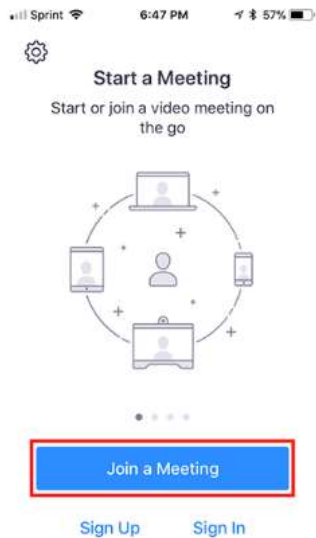 Sprint 6:47 PM 57%
Start a Meeting
Start or join a video meeting on
the go
Join a Meeting
Sign Up Sign In